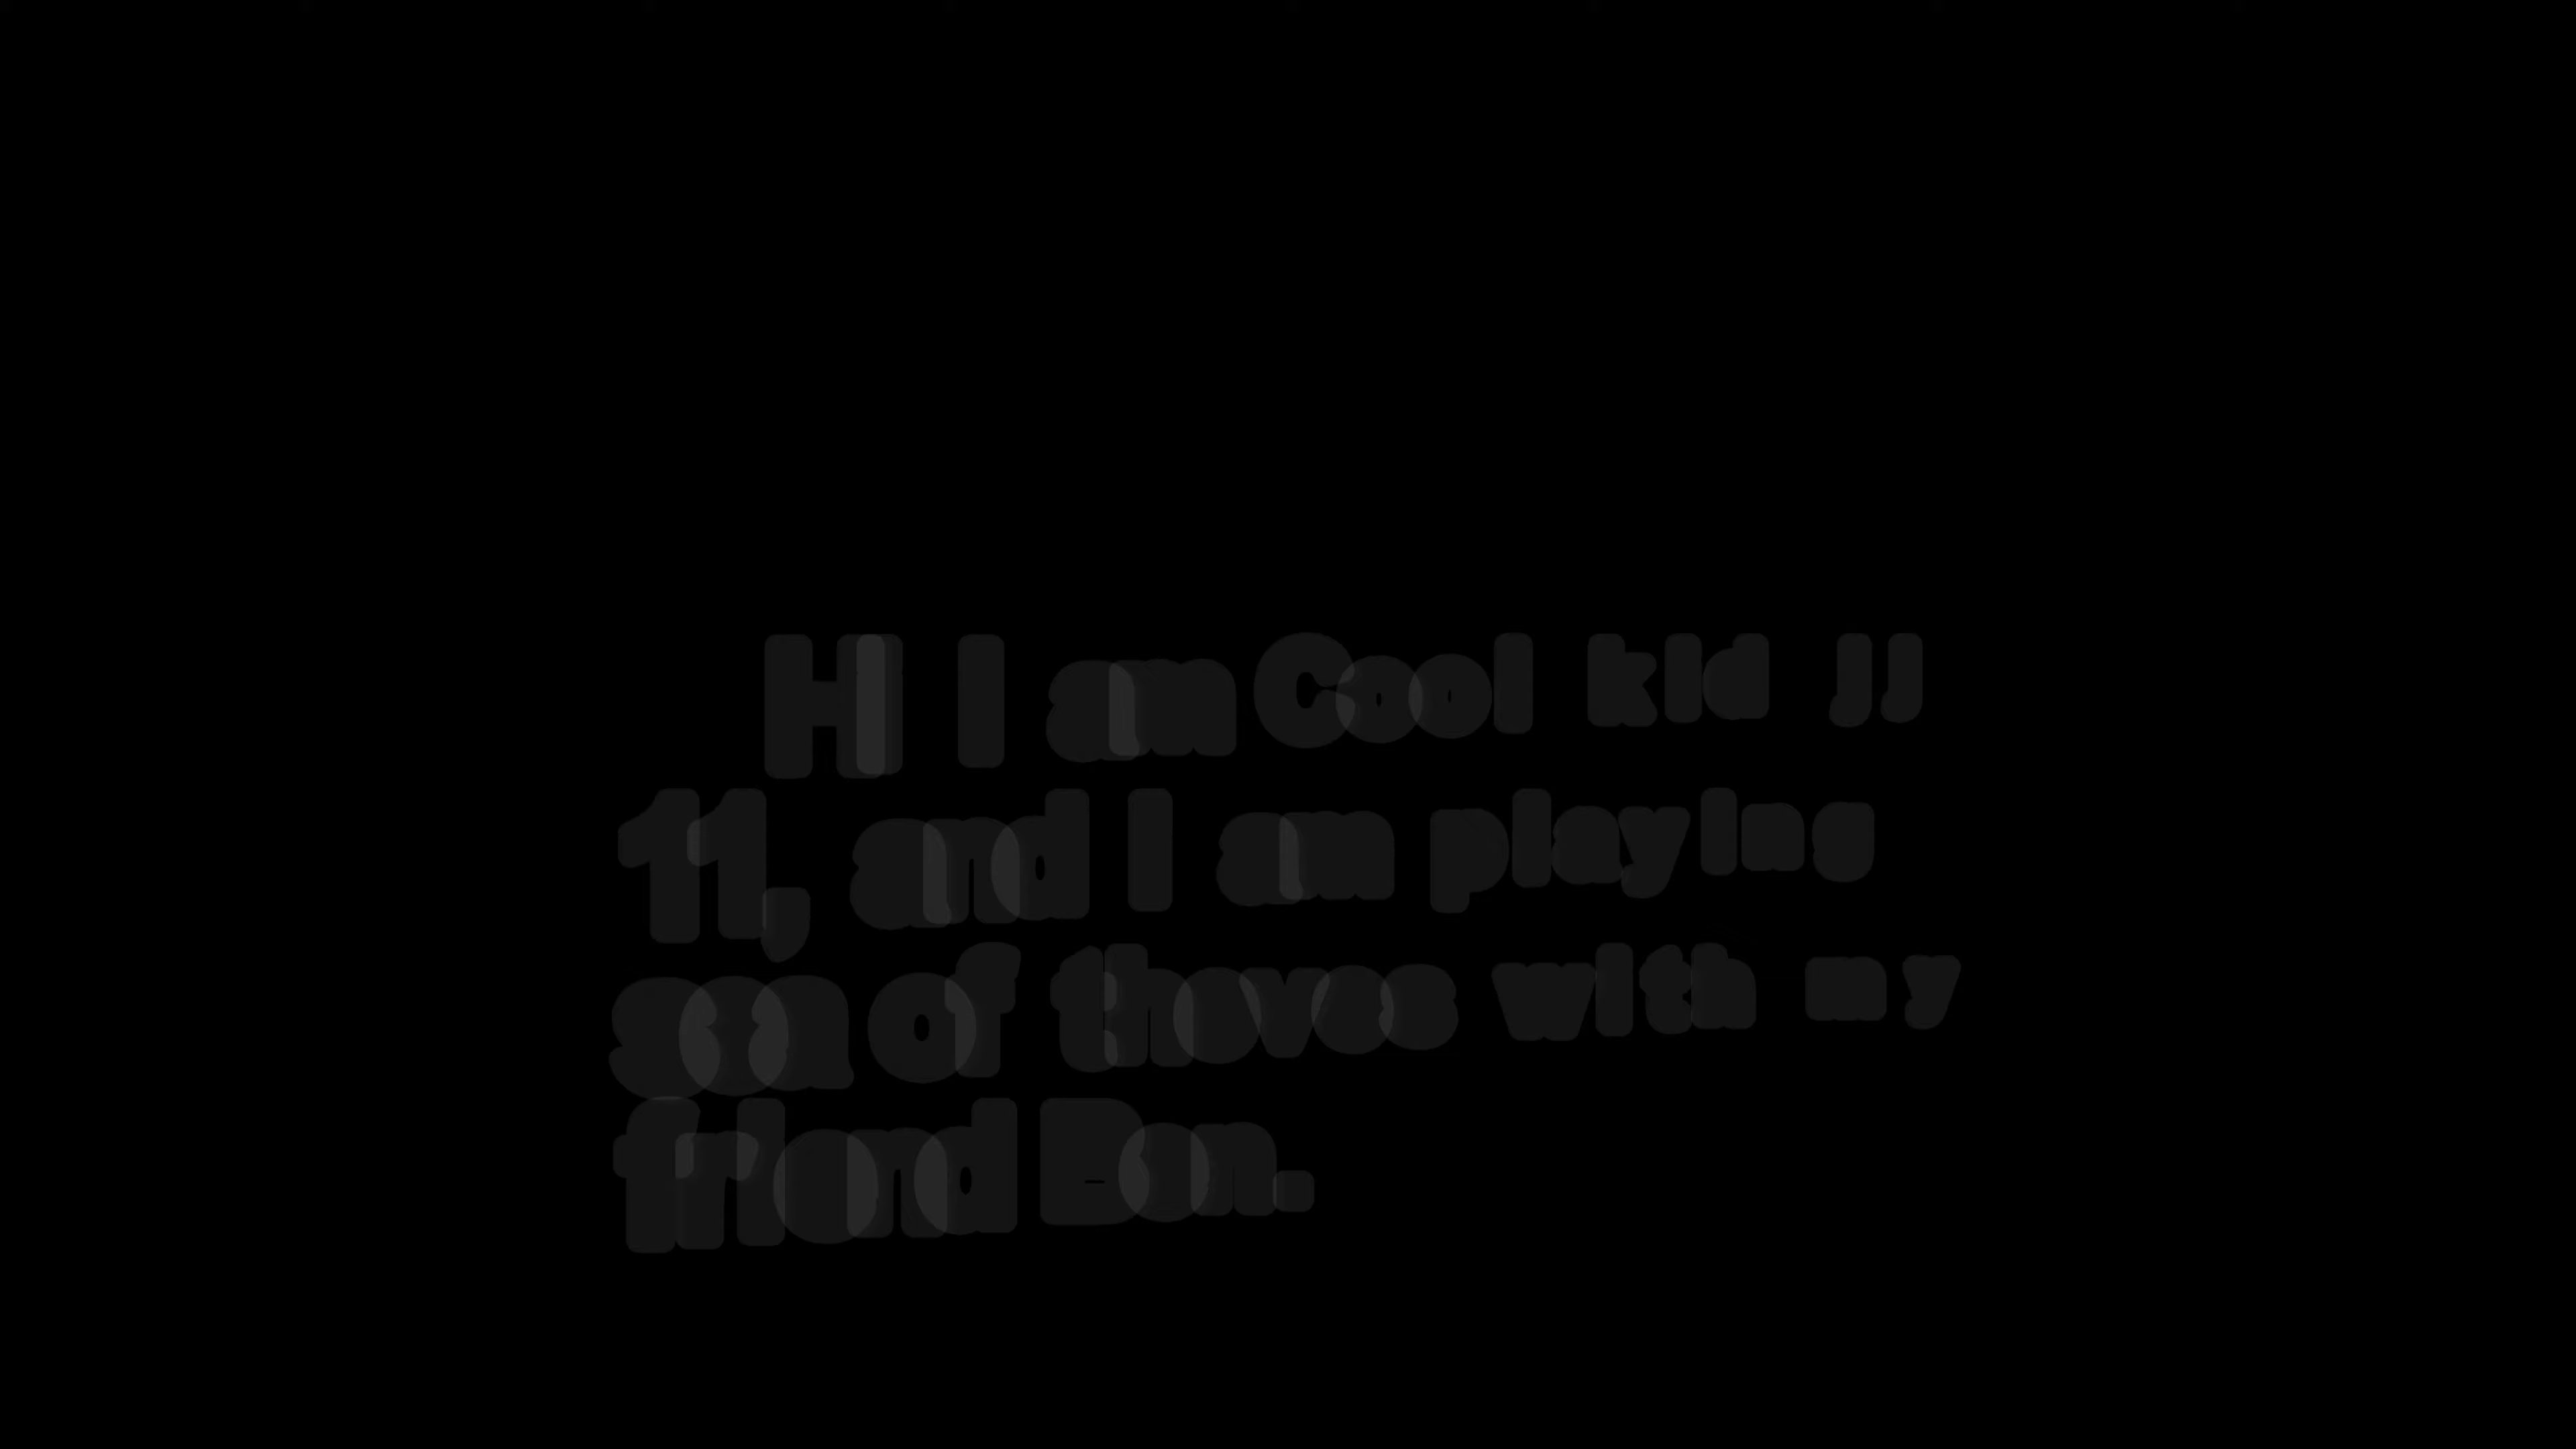 Hi I am Cool kid jj
11, and I am playing
sea of theves with my
friend Ben.